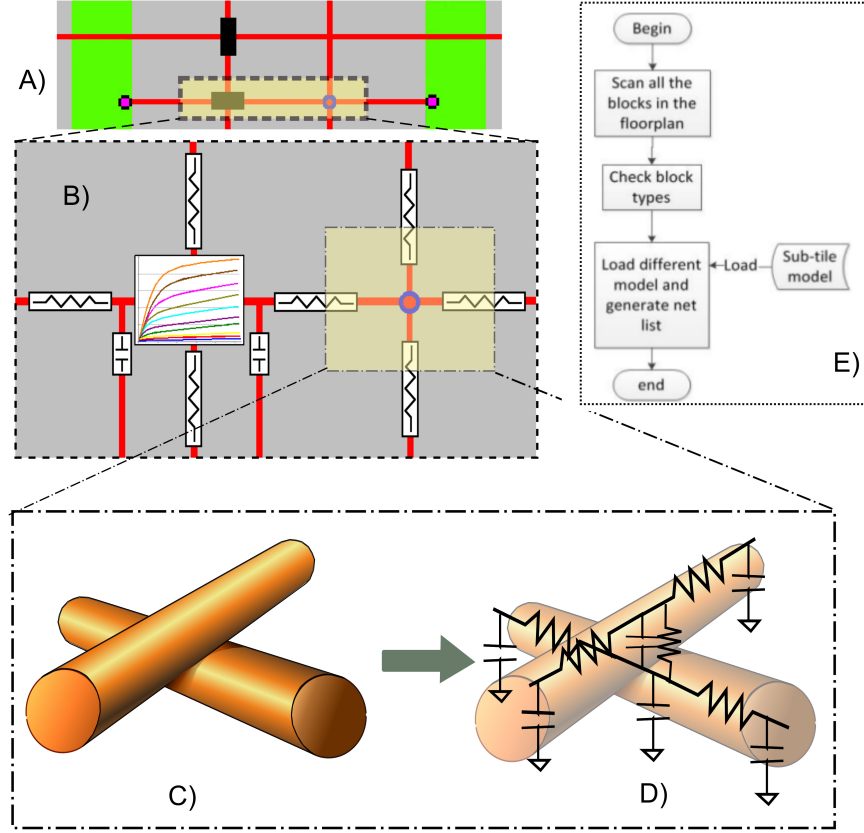 A)
Begin
Scan all the
blocks in the
floorplan
B)
Check block
types
Load different
model and
generate net
list
Load
Sub-tile
model
E)
end
C)
D)